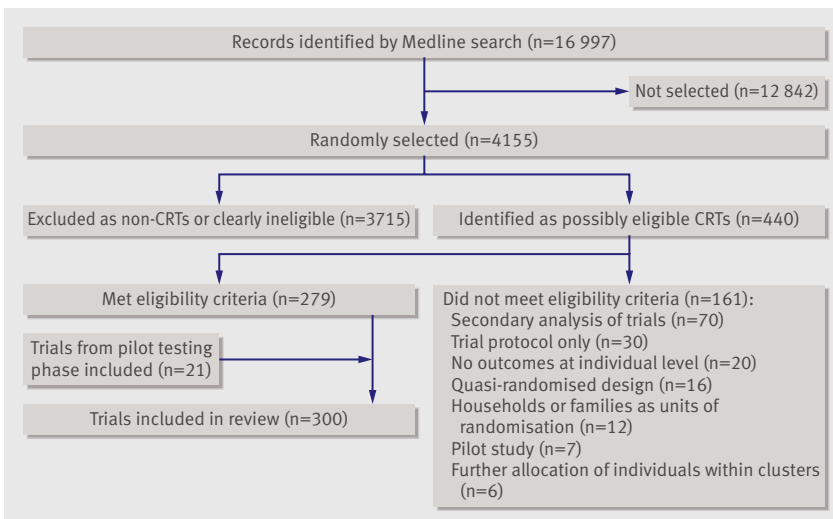 Records identified by Medline search (n=16 997)
Not selected (n=12 842)
Randomly selected (n=4155)
Excluded as non-CRTs or clearly ineligible (n=3715)
Identified as possibly eligible CRTs (n=440)
Met eligibility criteria (n=279)
Did not meet eligibility criteria (n=161):
Secondary analysis of trials (n=70)
Trial protocol only (n=30)
No outcomes at individual level (n=20)
Quasi-randomised design (n=16)
Households or families as units of
randomisation (n=12)
Pilot study (n=7)
Further allocation of individuals within clusters
(n=6)
Trials from pilot testing
phase included (n=21)
Trials included in review (n=300)